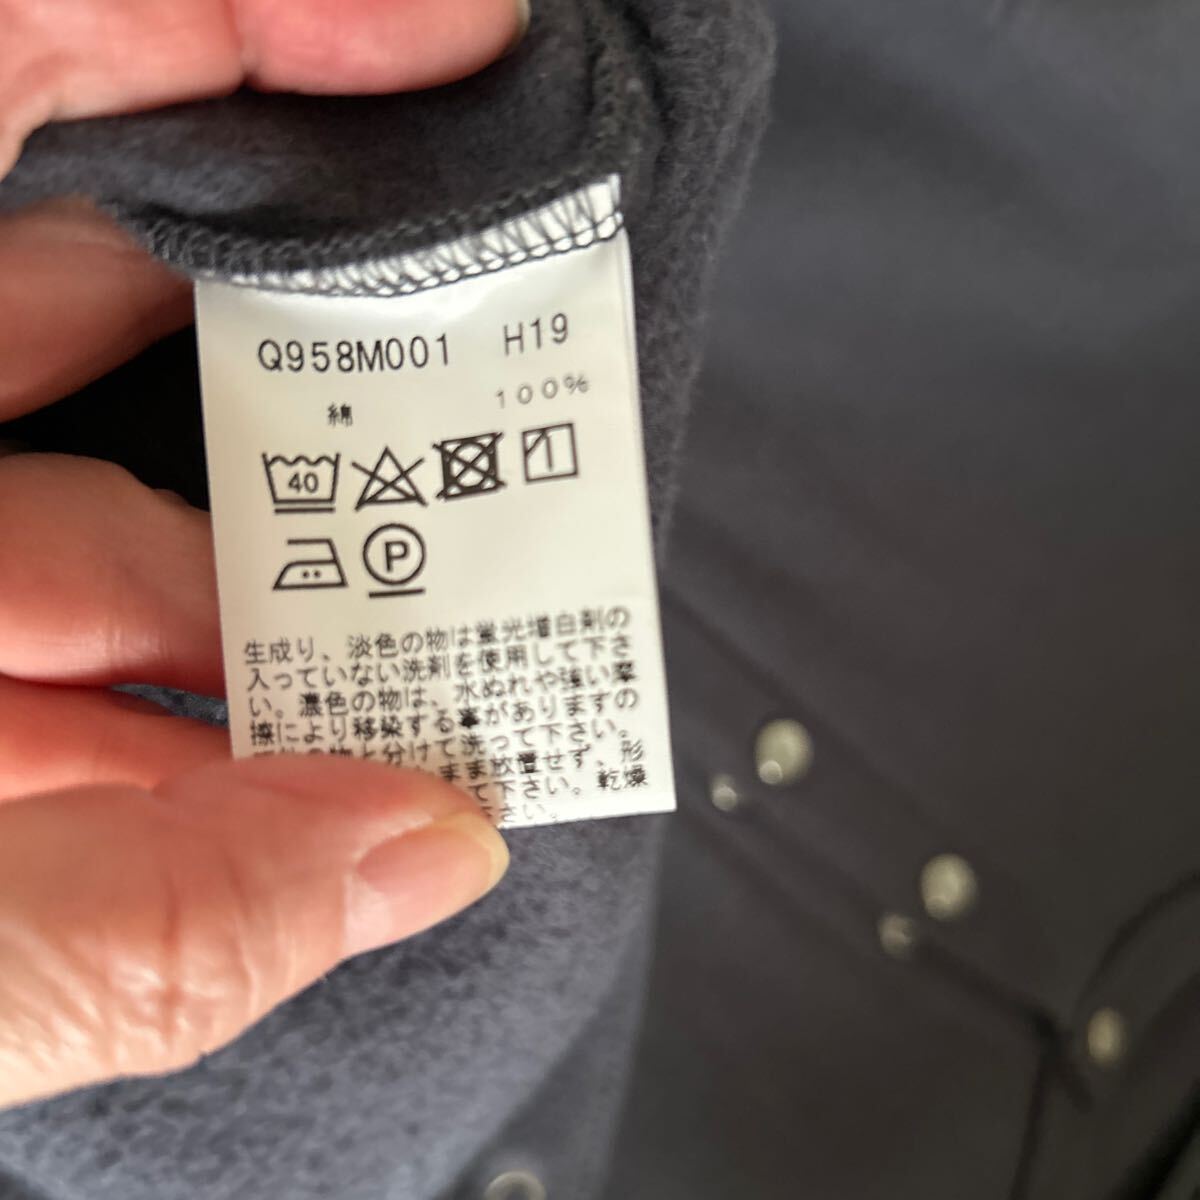 Q958M001 H19
綿 100%
40
P
生成り、淡色の物は蛍光増白剤の
入っていない洗剤を使用して下さ
い。濃色の物は、水ぬれや強い摩
擦により移染する事がありますの
物と分けて洗って下さい。
まま放置せず、形
て下さい。乾燥
さい。